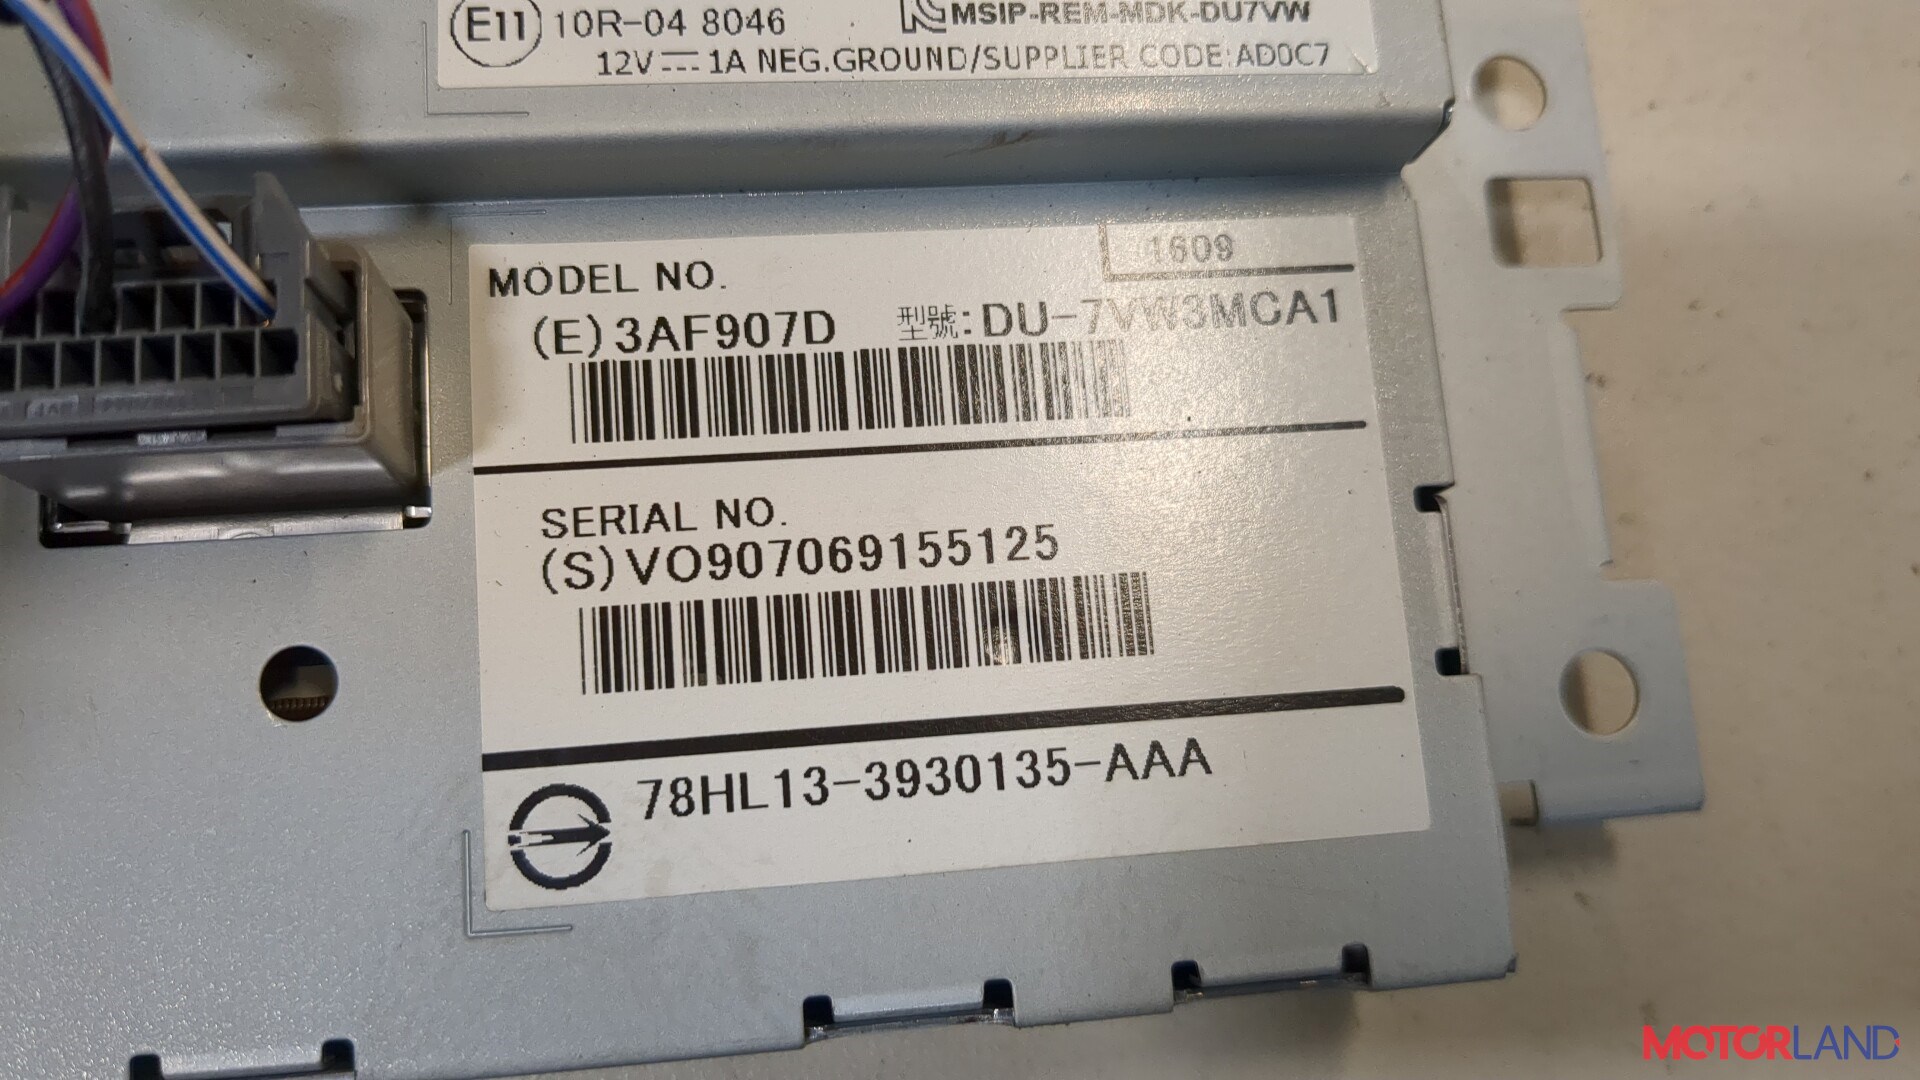 E11 10R-04 8046
MSIP-REM-MDK-DU7VW
12V 1A NEG.GROUND/SUPPLIER CODE:AD0C7
1609
MODEL NO.
(E)3AF907D 型號:DU-7VW3MCA1
SERIAL NO.
(S)VO907069155125
78HL13-3930135-AAA
MOTORLAND